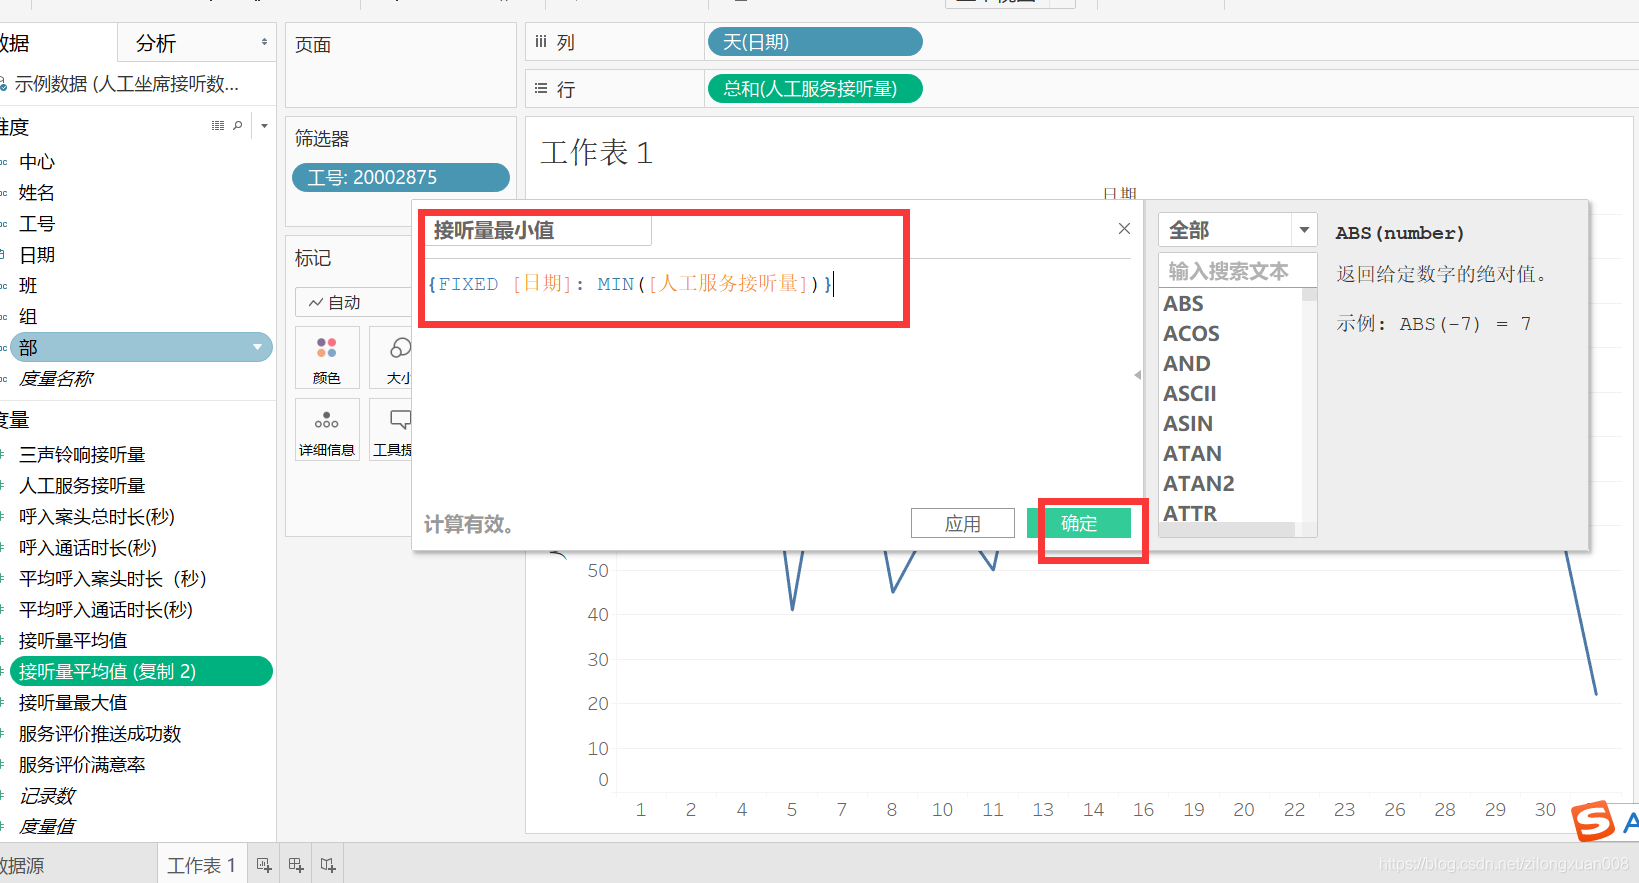 数据
分析
示例数据 (人工坐席接听数...
维度
中心
姓名
工号
日期
班
组
部
度量名称
度量
三声铃响接听量
人工服务接听量
呼入案头总时长(秒)
呼入通话时长(秒)
平均呼入案头时长（秒）
平均呼入通话时长(秒)
接听量平均值
接听量平均值 (复制 2)
接听量最大值
服务评价推送成功数
服务评价满意率
记录数
度量值
页面
筛选器
工号: 20002875
标记
自动
颜色
大小
详细信息
工具提
列
天(日期)
行
总和(人工服务接听量)
工作表 1
日期
接听量最小值
{FIXED [日期]: MIN([人工服务接听量])}
计算有效。
应用
确定
全部
输入搜索文本
ABS
ACOS
AND
ASCII
ASIN
ATAN
ATAN2
ATTR
ABS(number)
返回给定数字的绝对值。
示例: ABS(-7) = 7
50
40
30
20
10
0
1 2 4 5 7 8 10 11 13 14 16 19 20 22 23 26 28 29 30
数据源
工作表 1
https://blog.csdn.net/zilongxuan008